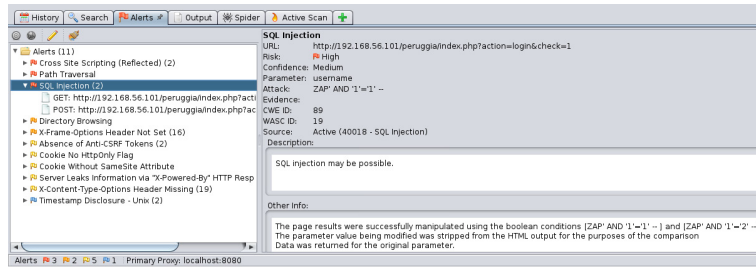 History Search Alerts Output Spider Active Scan
Alerts (11)
Cross Site Scripting (Reflected) (2)
Path Traversal
SQL Injection (2)
GET: http://192.168.56.101/peruggia/index.php?acti
POST: http://192.168.56.101/peruggia/index.php?ac
Directory Browsing
X-Frame-Options Header Not Set (16)
Absence of Anti-CSRF Tokens (2)
Cookie No HttpOnly Flag
Cookie Without SameSite Attribute
Server Leaks Information via "X-Powered-By" HTTP Resp
X-Content-Type-Options Header Missing (19)
Timestamp Disclosure - Unix (2)
SQL Injection
URL: http://192.168.56.101/peruggia/index.php?action=login&check=1
Risk: High
Confidence: Medium
Parameter: username
Attack: ZAP' AND '1'='1' --
Evidence:
CWE ID: 89
WASC ID: 19
Source: Active (40018 - SQL Injection)
Description:
SQL injection may be possible.
Other Info:
The page results were successfully manipulated using the boolean conditions [ZAP' AND '1'='1' -- ] and [ZAP' AND '1'='2' --
The parameter value being modified was stripped from the HTML output for the purposes of the comparison
Data was returned for the original parameter.
Alerts 3 2 5 1 Primary Proxy: localhost:8080